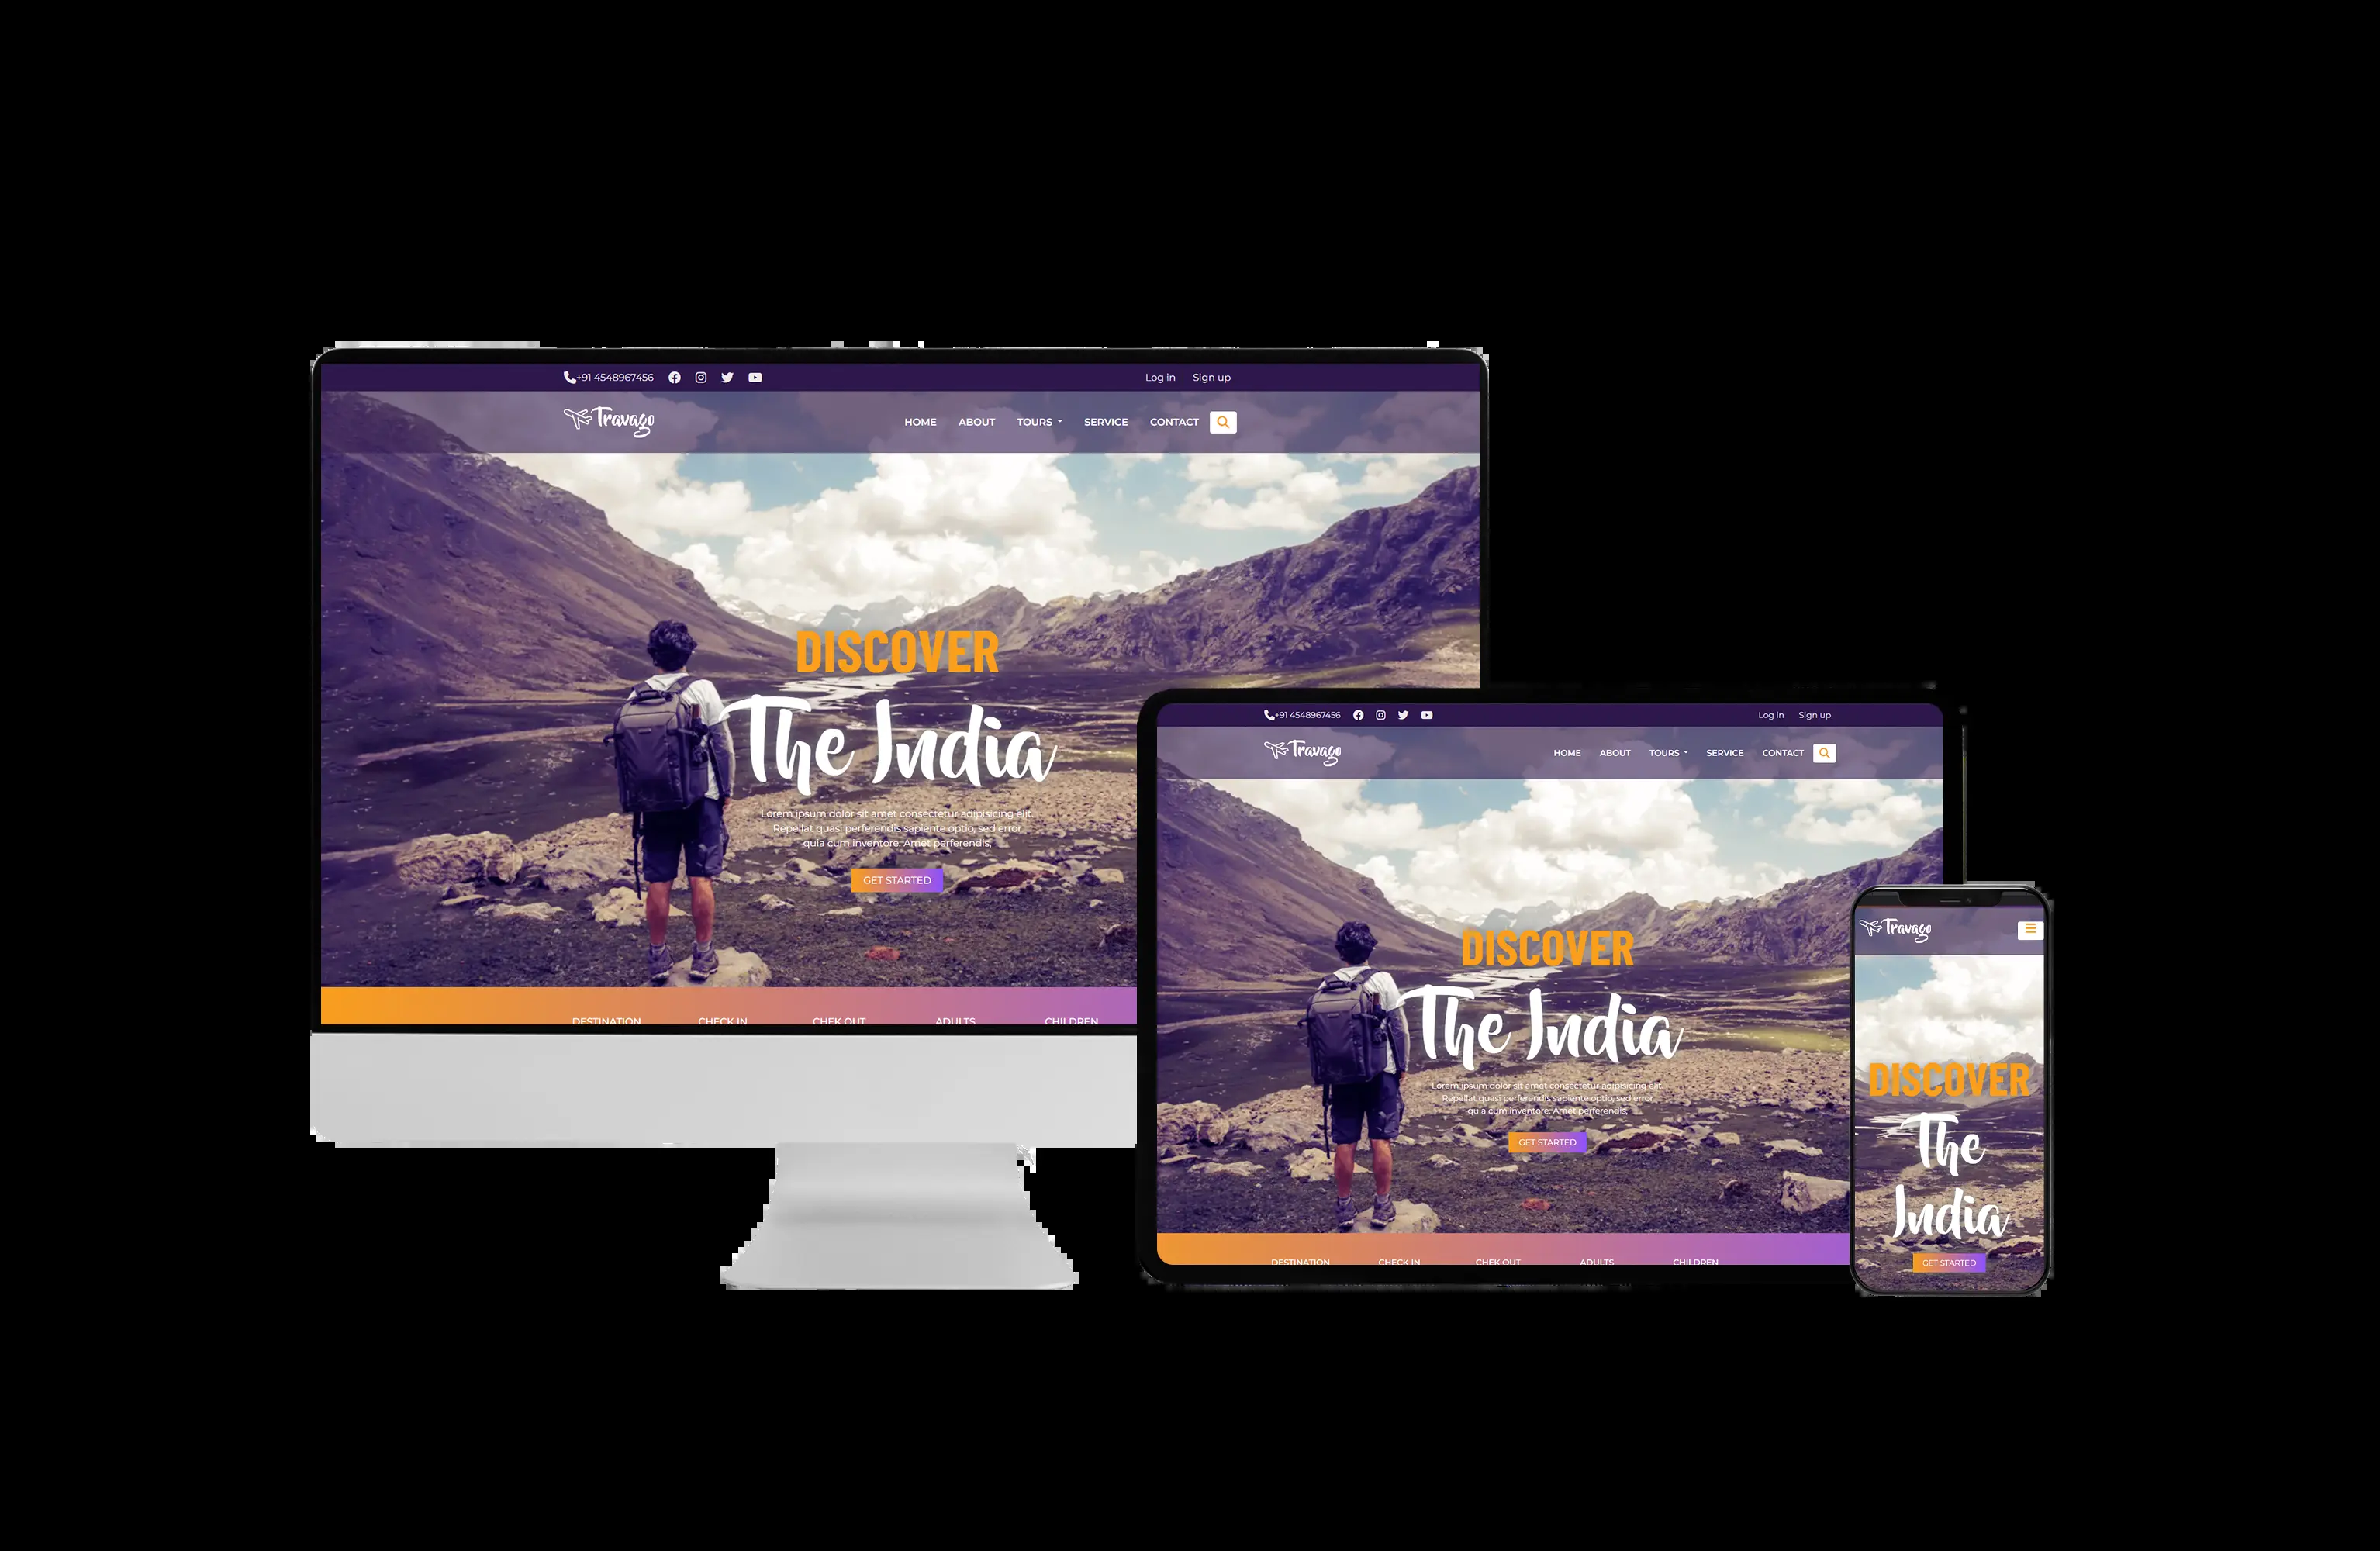 +91 4548967456
Log in Sign up
Travago
HOME ABOUT TOURS SERVICE CONTACT
DISCOVER
The India
Lorem ipsum dolor sit amet consectetur adipisicing elit.
Repellat quasi perferendis sapiente optio, sed error
quia cum inventore. Amet perferendis,
GET STARTED
DESTINATION CHECK IN CHEK OUT ADULTS CHILDREN
+91 4548967456
Log in Sign up
Travago
HOME ABOUT TOURS SERVICE CONTACT
DISCOVER
The India
Lorem ipsum dolor sit amet consectetur adipisicing elit.
Repellat quasi perferendis sapiente optio, sed error
quia cum inventore. Amet perferendis,
GET STARTED
DESTINATION CHECK IN CHEK OUT ADULTS CHILDREN
Travago
DISCOVER
The
India
GET STARTED